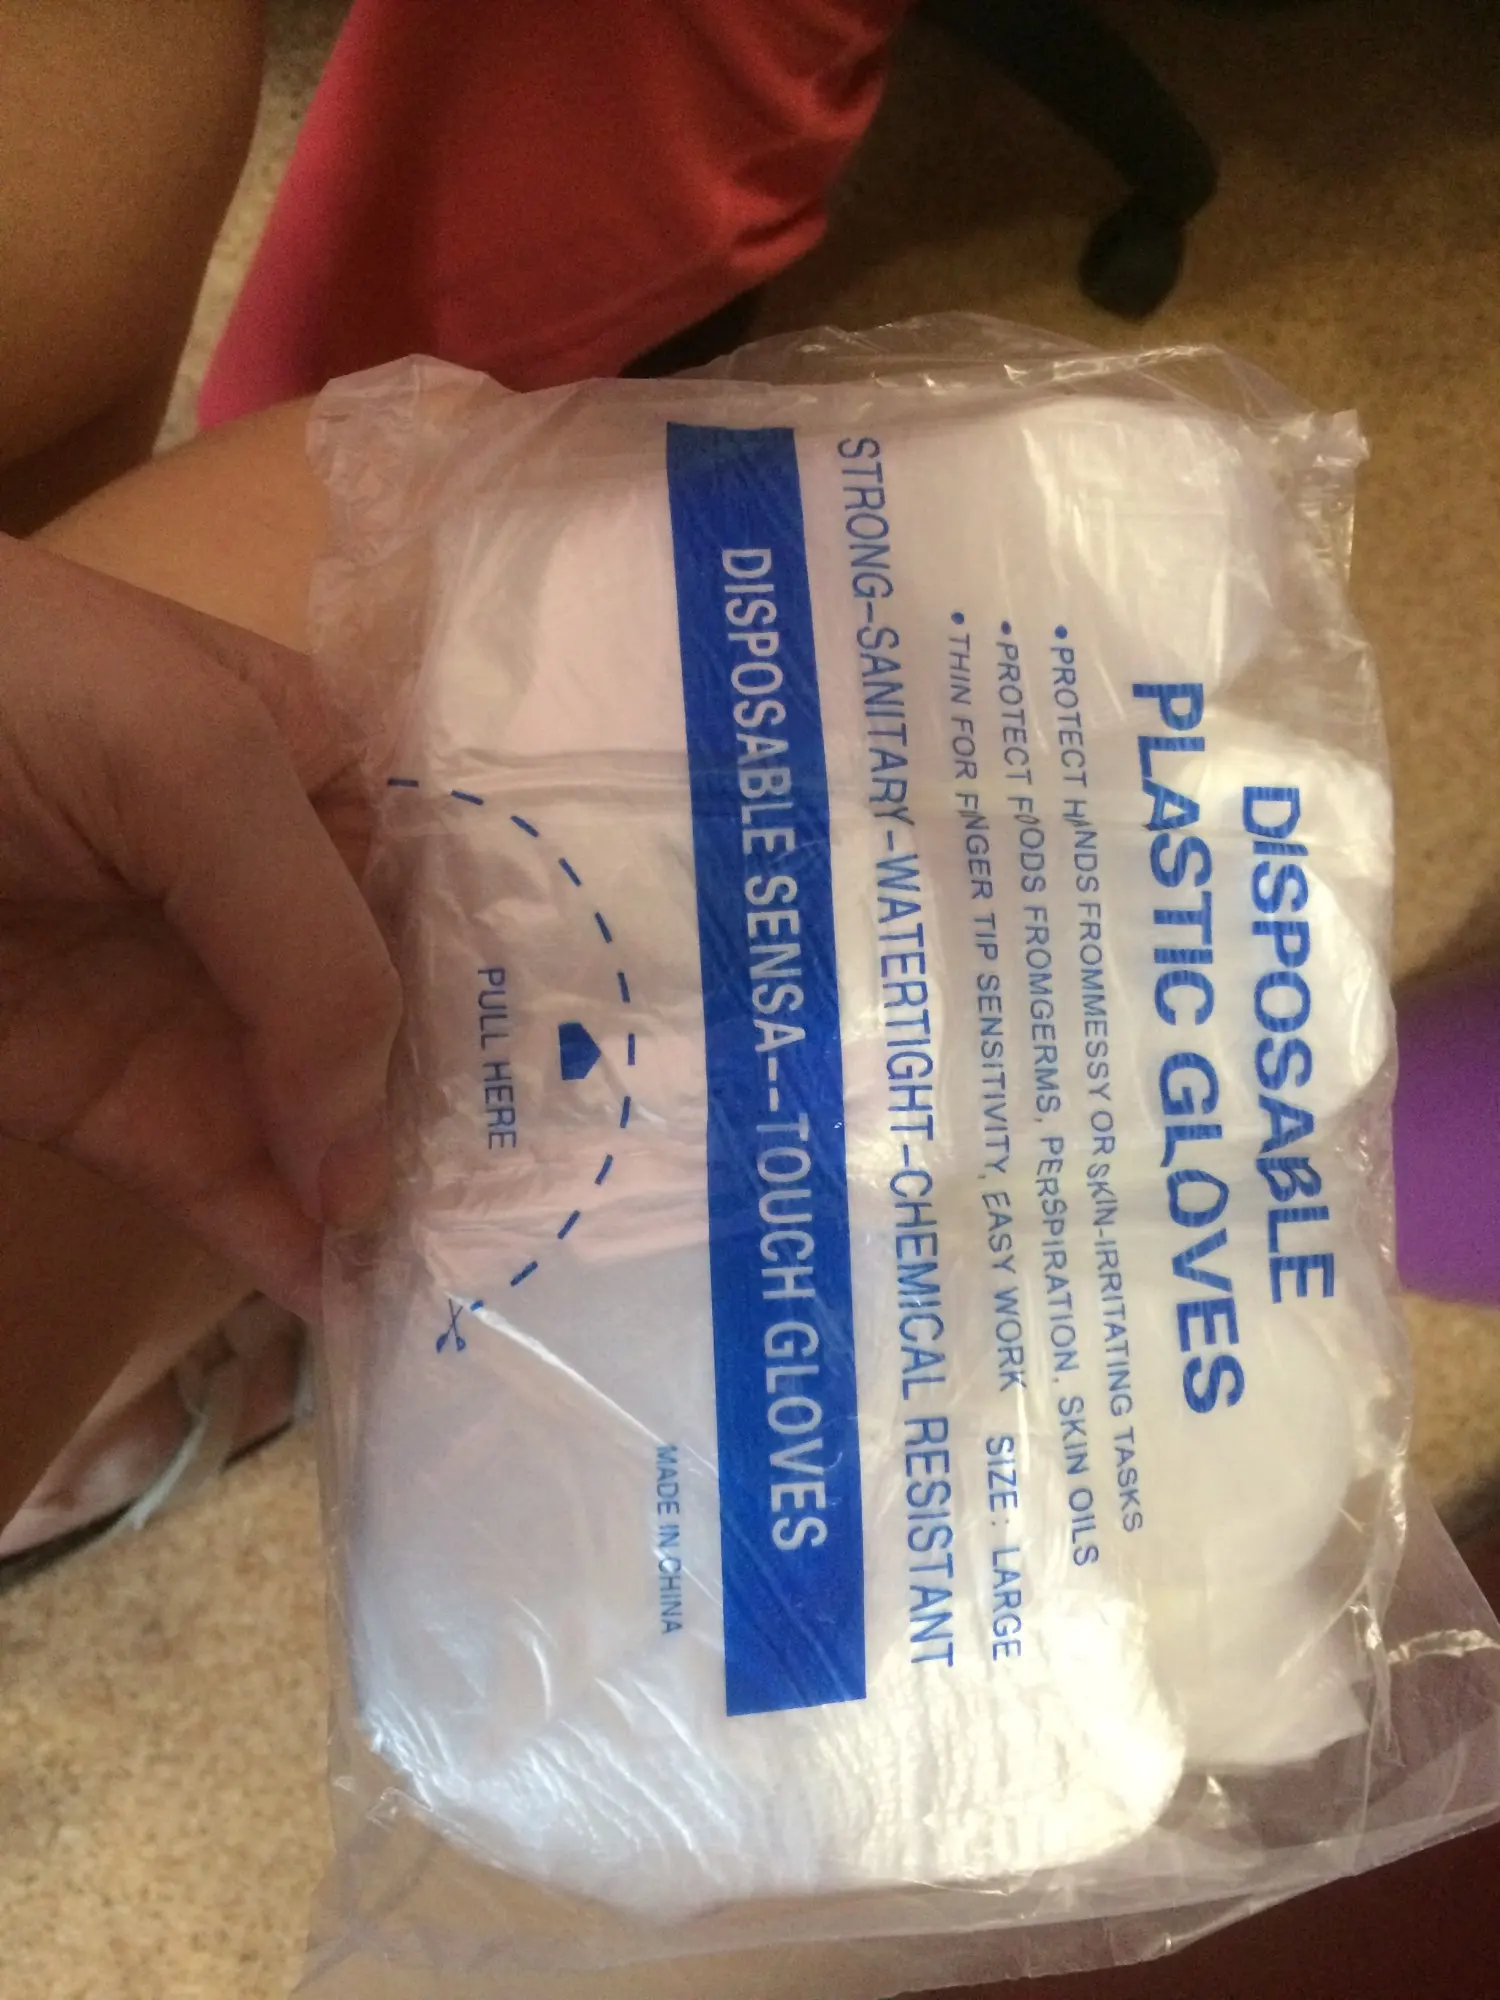 DISPOSABLE
PLASTIC GLOVES
•PROTECT HANDS FROMMESSY OR SKIN-IRRITATING TASKS
•PROTECT FOODS FROMGERMS, PERSPIRATION, SKIN OILS
•THIN FOR FINGER TIP SENSITIVITY, EASY WORK SIZE: LARGE
STRONG-SANITARY-WATERTIGHT-CHEMICAL RESISTANT
DISPOSABLE SENSA--TOUCH GLOVES
MADE IN CHINA
PULL HERE